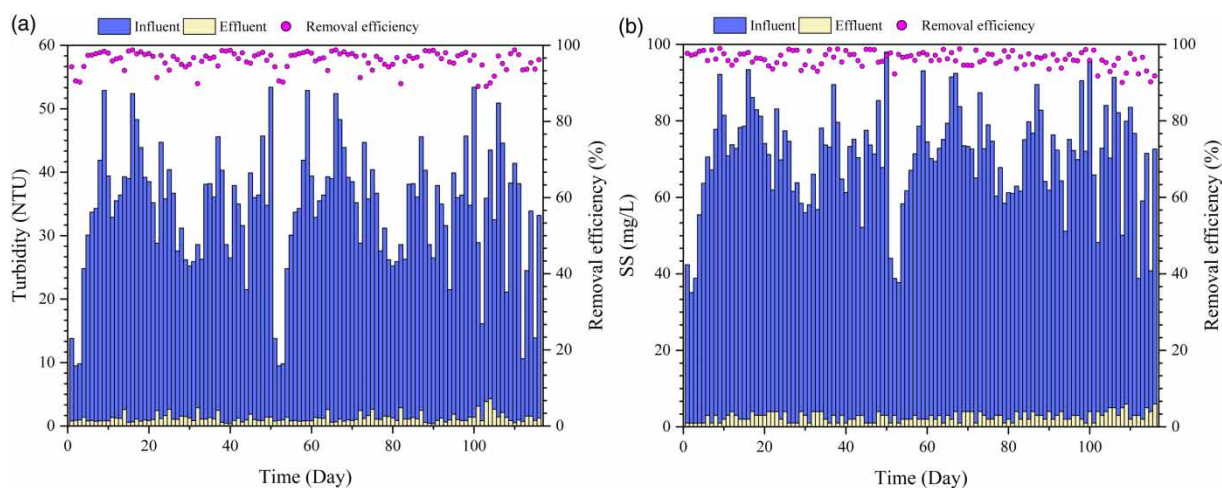 (a)
Influent Effluent Removal efficiency
60
50
40
30
20
10
0
Turbidity (NTU)
100
80
60
40
20
0
Removal efficiency (%)
0 20 40 60 80 100
Time (Day)
(b)
Influent Effluent Removal efficiency
100
80
60
40
20
0
SS (mg/L)
100
80
60
40
20
0
Removal efficiency (%)
0 20 40 60 80 100
Time (Day)